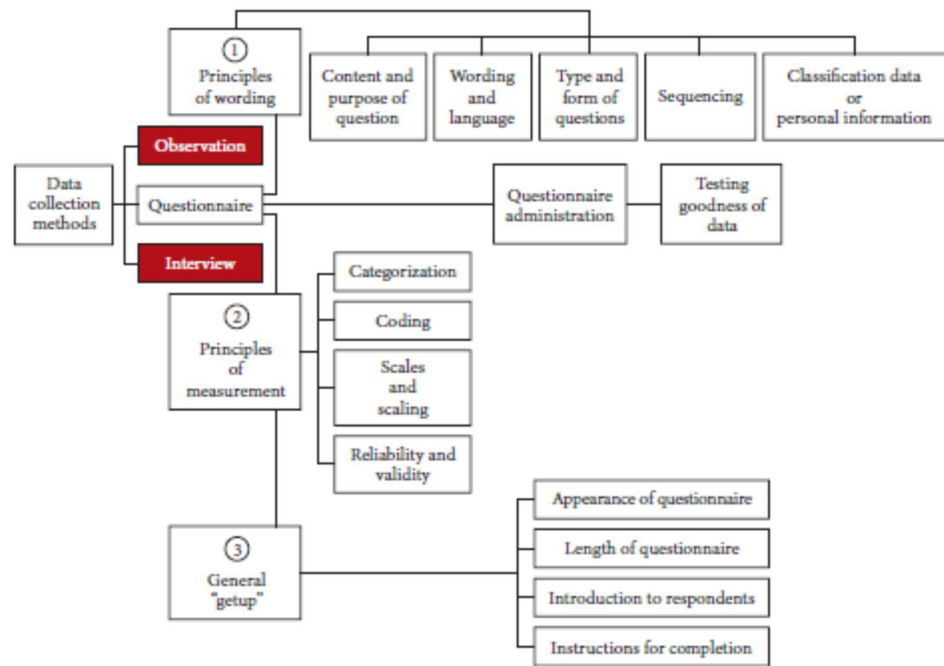 1
Principles
of wording
Content and
purpose of
question
Wording
and
language
Type and
form of
questions
Sequencing
Classification data
or
personal information
Observation
Data
collection
methods
Questionnaire
Questionnaire
administration
Testing
goodness of
data
Interview
2
Principles
of
measurement
Categorization
Coding
Scales
and
scaling
Reliability and
validity
3
General
"getup"
Appearance of questionnaire
Length of questionnaire
Introduction to respondents
Instructions for completion